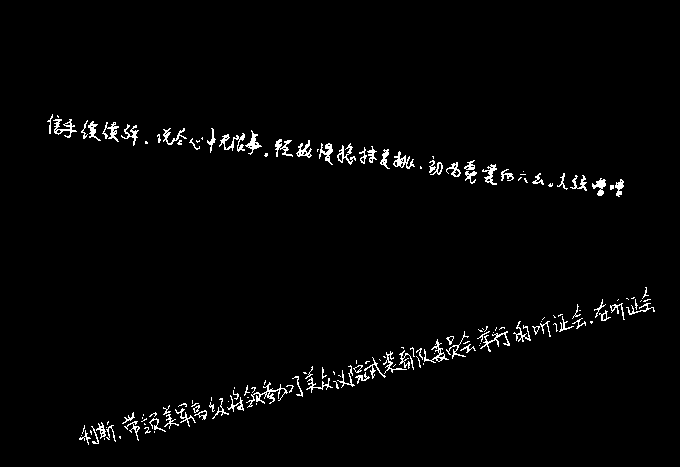 信手续续弹，说尽心中无限事。轻拢慢捻抹复挑，初为霓裳后六幺。大弦嘈嘈
利斯，带领美军高级将领参加了美众议院武装部队委员会举行的听证会。在听证会